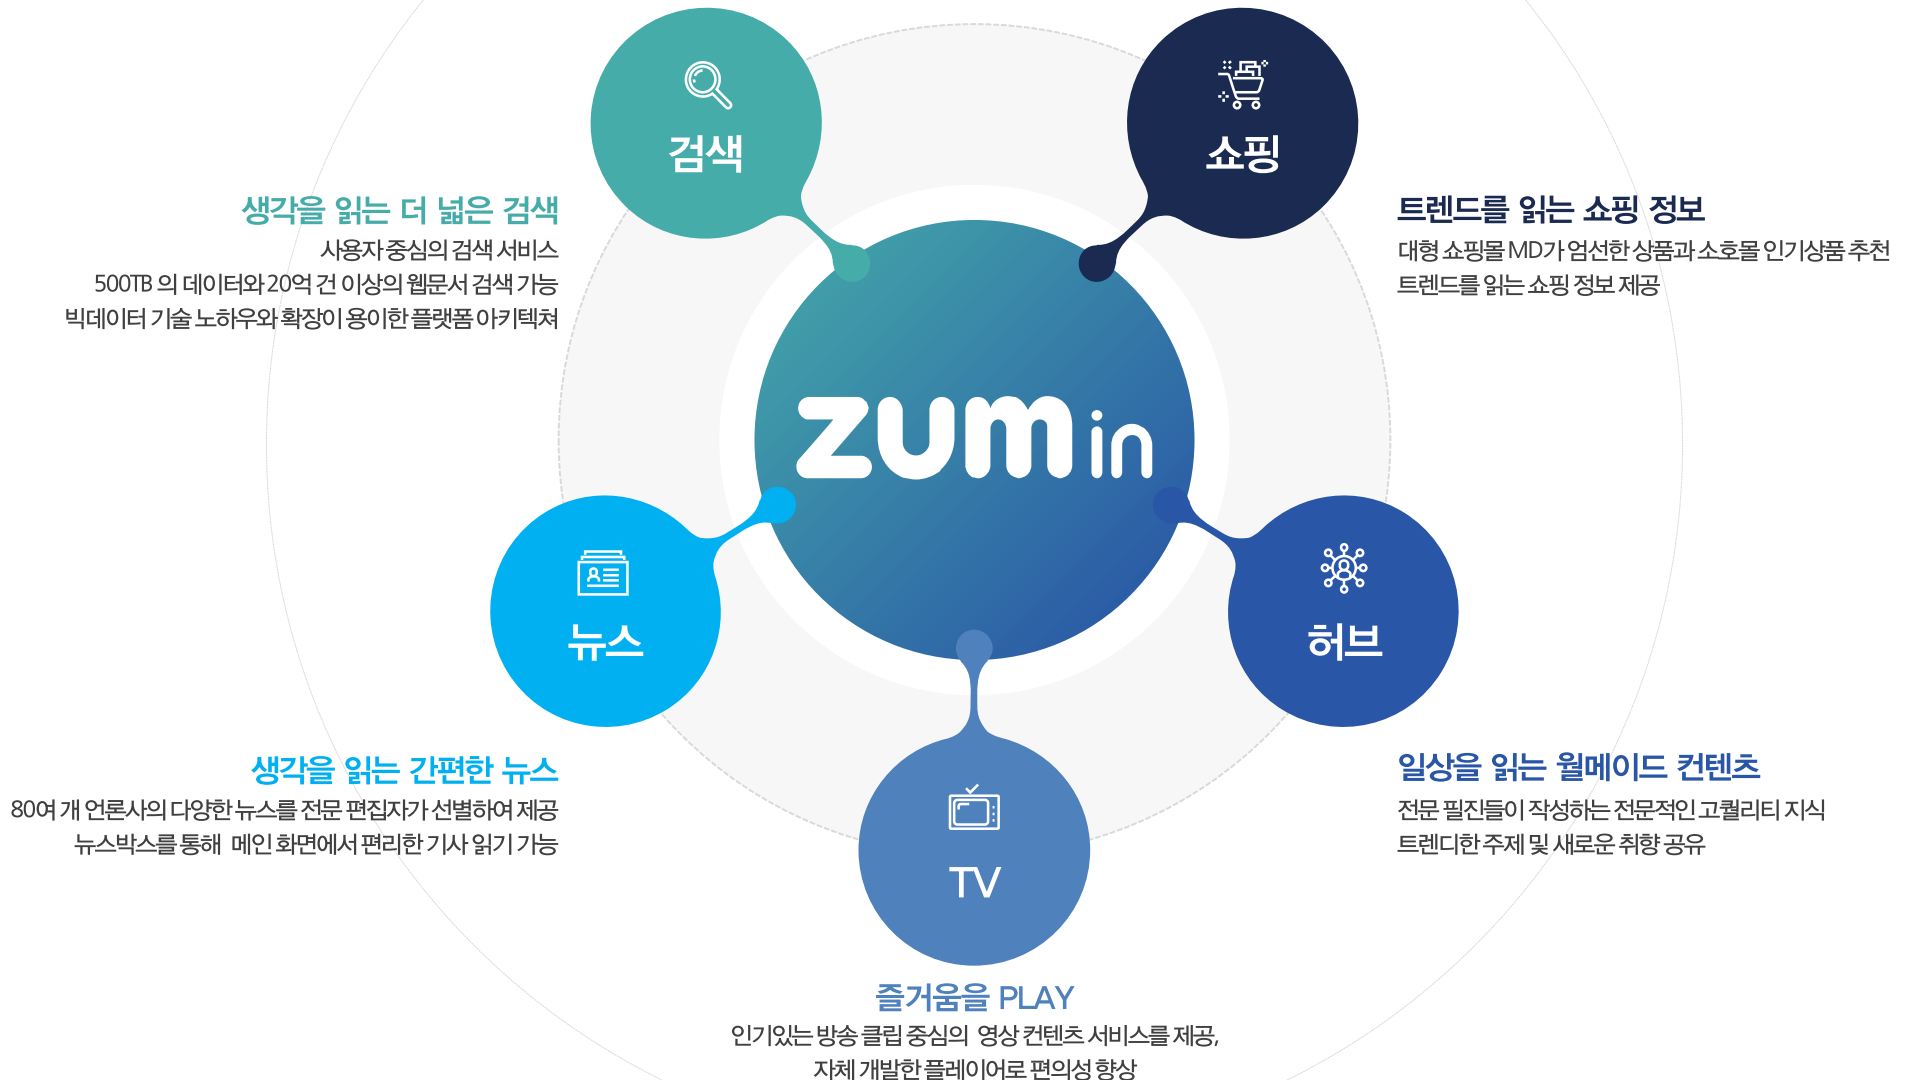 검색
생각을 읽는 더 넓은 검색
사용자 중심의 검색 서비스
500TB 의 데이터와 20억 건 이상의 웹문서 검색 가능
빅데이터 기술 노하우와 확장이 용이한 플랫폼 아키텍쳐
쇼핑
트렌드를 읽는 쇼핑 정보
대형 쇼핑몰 MD가 엄선한 상품과 소호몰 인기상품 추천
트렌드를 읽는 쇼핑 정보 제공
zum in
뉴스
생각을 읽는 간편한 뉴스
80여 개 언론사의 다양한 뉴스를 전문 편집자가 선별하여 제공
뉴스박스를 통해 메인 화면에서 편리한 기사 읽기 가능
허브
일상을 읽는 웰메이드 컨텐츠
전문 필진들이 작성하는 전문적인 고퀄리티 지식
트렌디한 주제 및 새로운 취향 공유
TV
즐거움을 PLAY
인기있는 방송 클립 중심의 영상 컨텐츠 서비스를 제공,
자체 개발한 플레이어로 편의성 향상